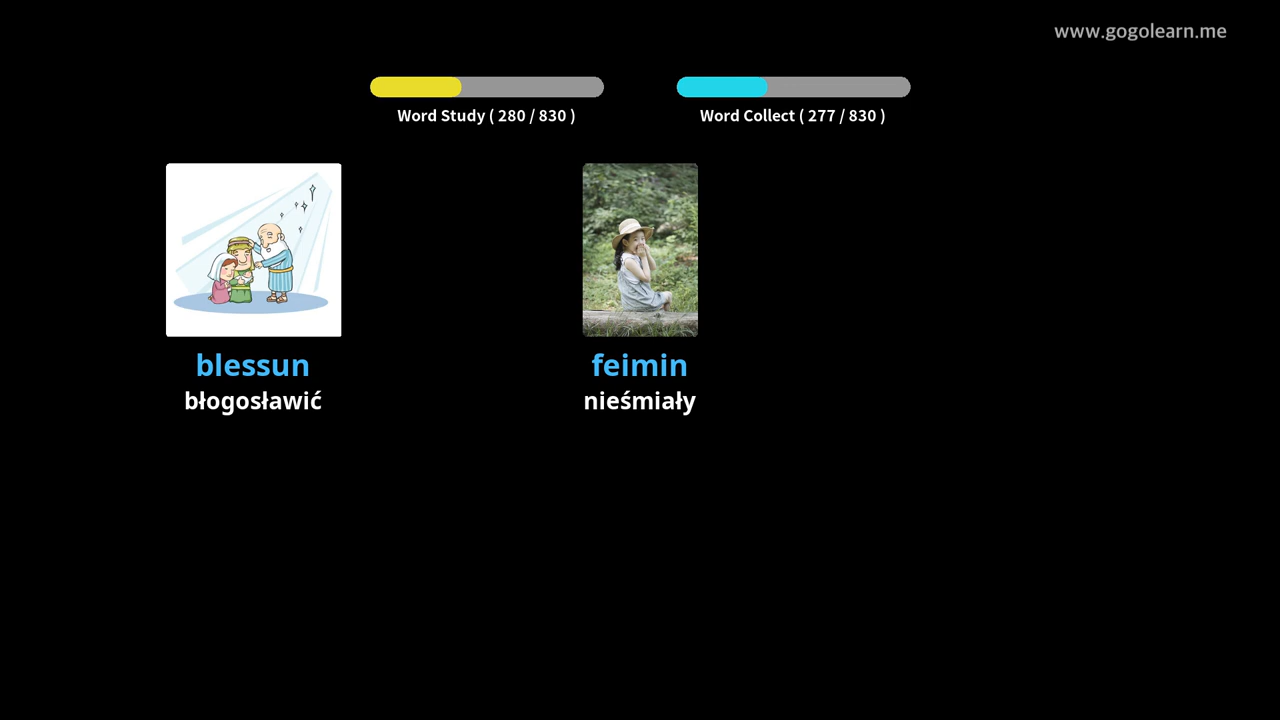 www.gogolearn.me
Word Study ( 280 / 830 )
Word Collect ( 277 / 830 )
blessun
błogosławić
feimin
nieśmiały